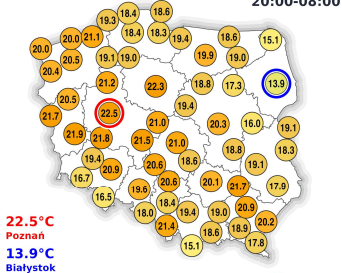 20:00-08:00
18.4 18.6
19.3
18.4 18.3
20.0 20.0 21.1 19.4 18.6 15.1
20.5 19.1 19.0 19.9 19.0
20.4
21.2 22.3 18.8 17.3 13.9
20.5 19.4
21.7 22.5 21.0 20.3 16.0 19.1
21.9 21.8 21.5 21.0 18.8 18.3
19.4 20.6 18.6 19.1
16.7 20.9 20.6 20.1 21.7 17.9
16.5 19.6 18.4 20.9
18.0 19.4 19.0 20.2
21.4 18.6 18.9
15.1 17.8
22.5°C
Poznań
13.9°C
Białystok